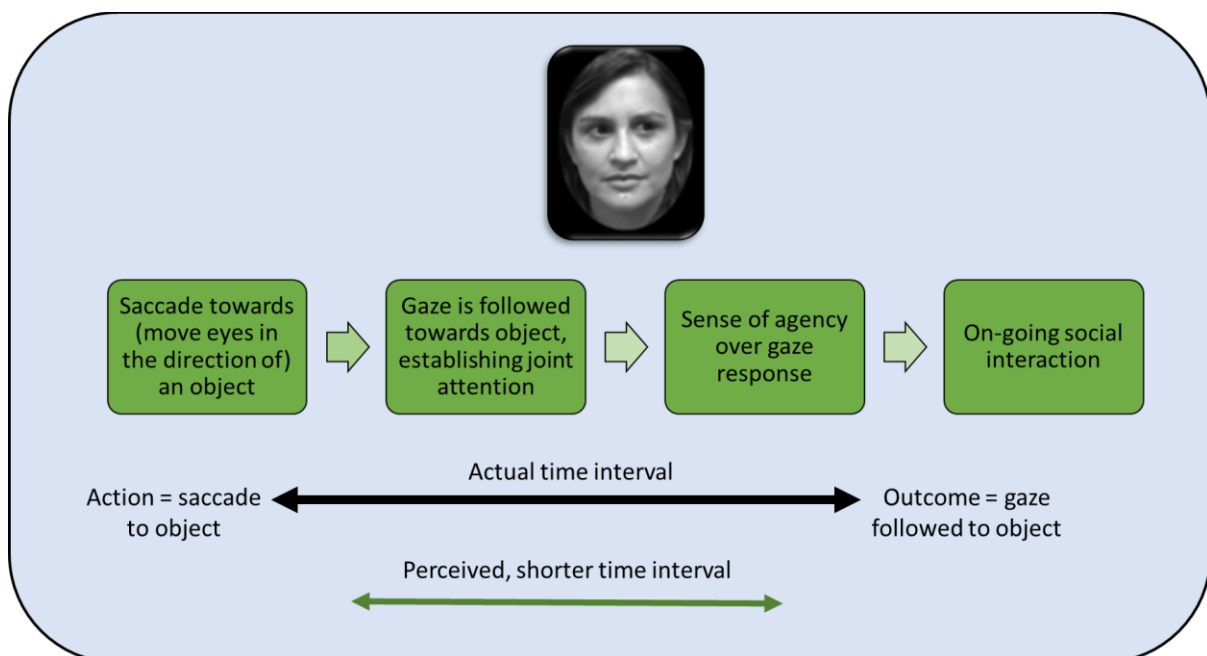 Saccade towards
(move eyes in
the direction of)
an object
Gaze is followed
towards object,
establishing joint
attention
Sense of agency
over gaze
response
On-going social
interaction
Actual time interval
Action = saccade
to object
Outcome = gaze
followed to object
Perceived, shorter time interval